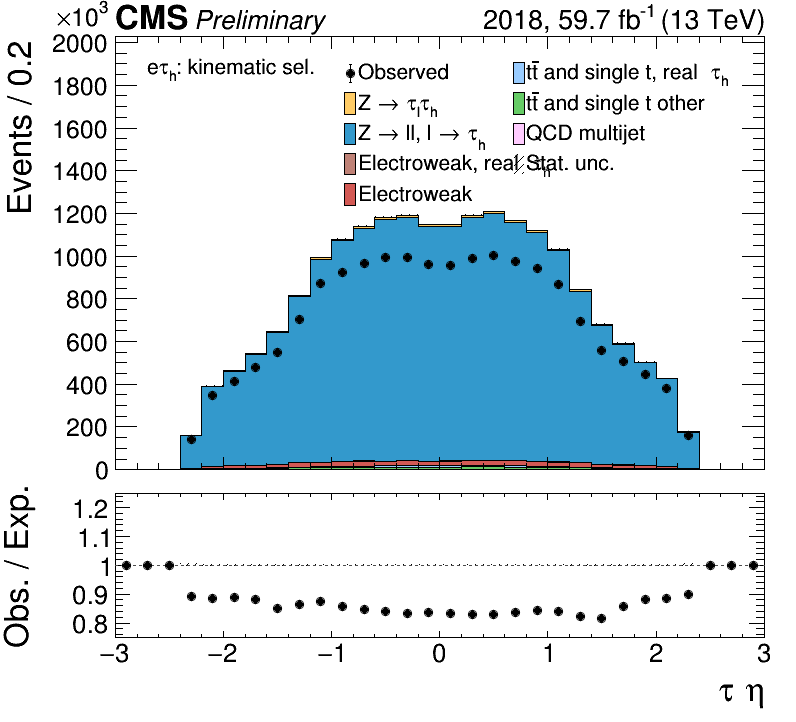 ×10³ CMS Preliminary 2018, 59.7 fb⁻¹ (13 TeV)
Events / 0.2
2000
1800
1600
1400
1200
1000
800
600
400
200
0
eτh: kinematic sel.
Observed
Z → τlτh
Z → ll, l → τh
Electroweak, real τh
Electroweak
tt̄ and single t, real τh
tt̄ and single t other
QCD multijet
Stat. unc.
Obs. / Exp.
1.2
1.1
1
0.9
0.8
−3 −2 −1 0 1 2 3
τ η